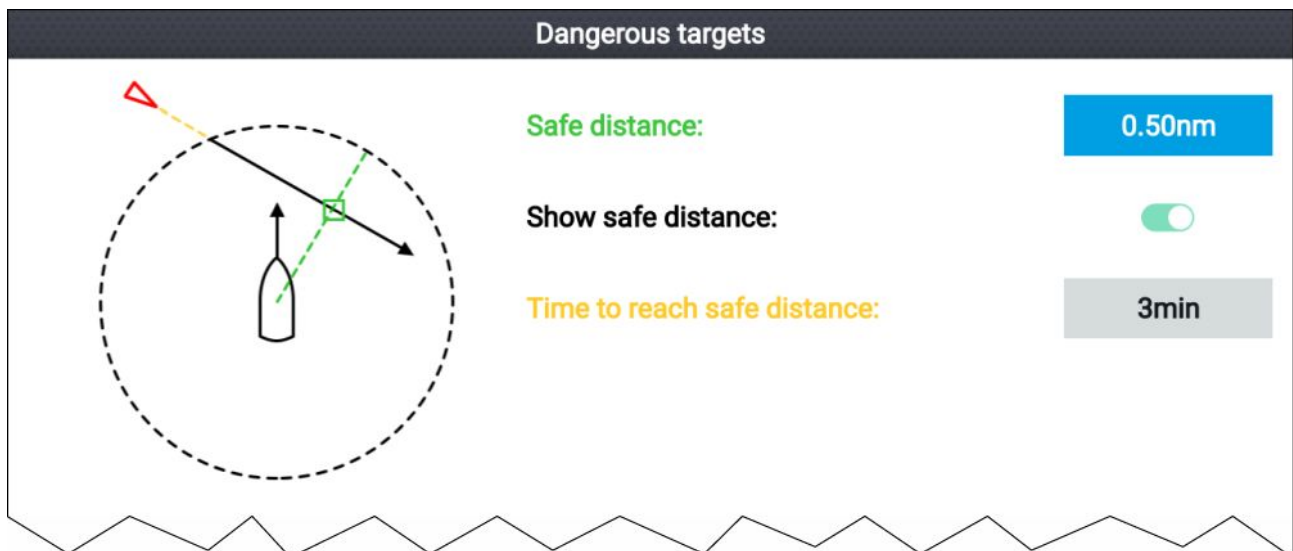 Dangerous targets
Safe distance: 0.50nm
Show safe distance:
Time to reach safe distance: 3min